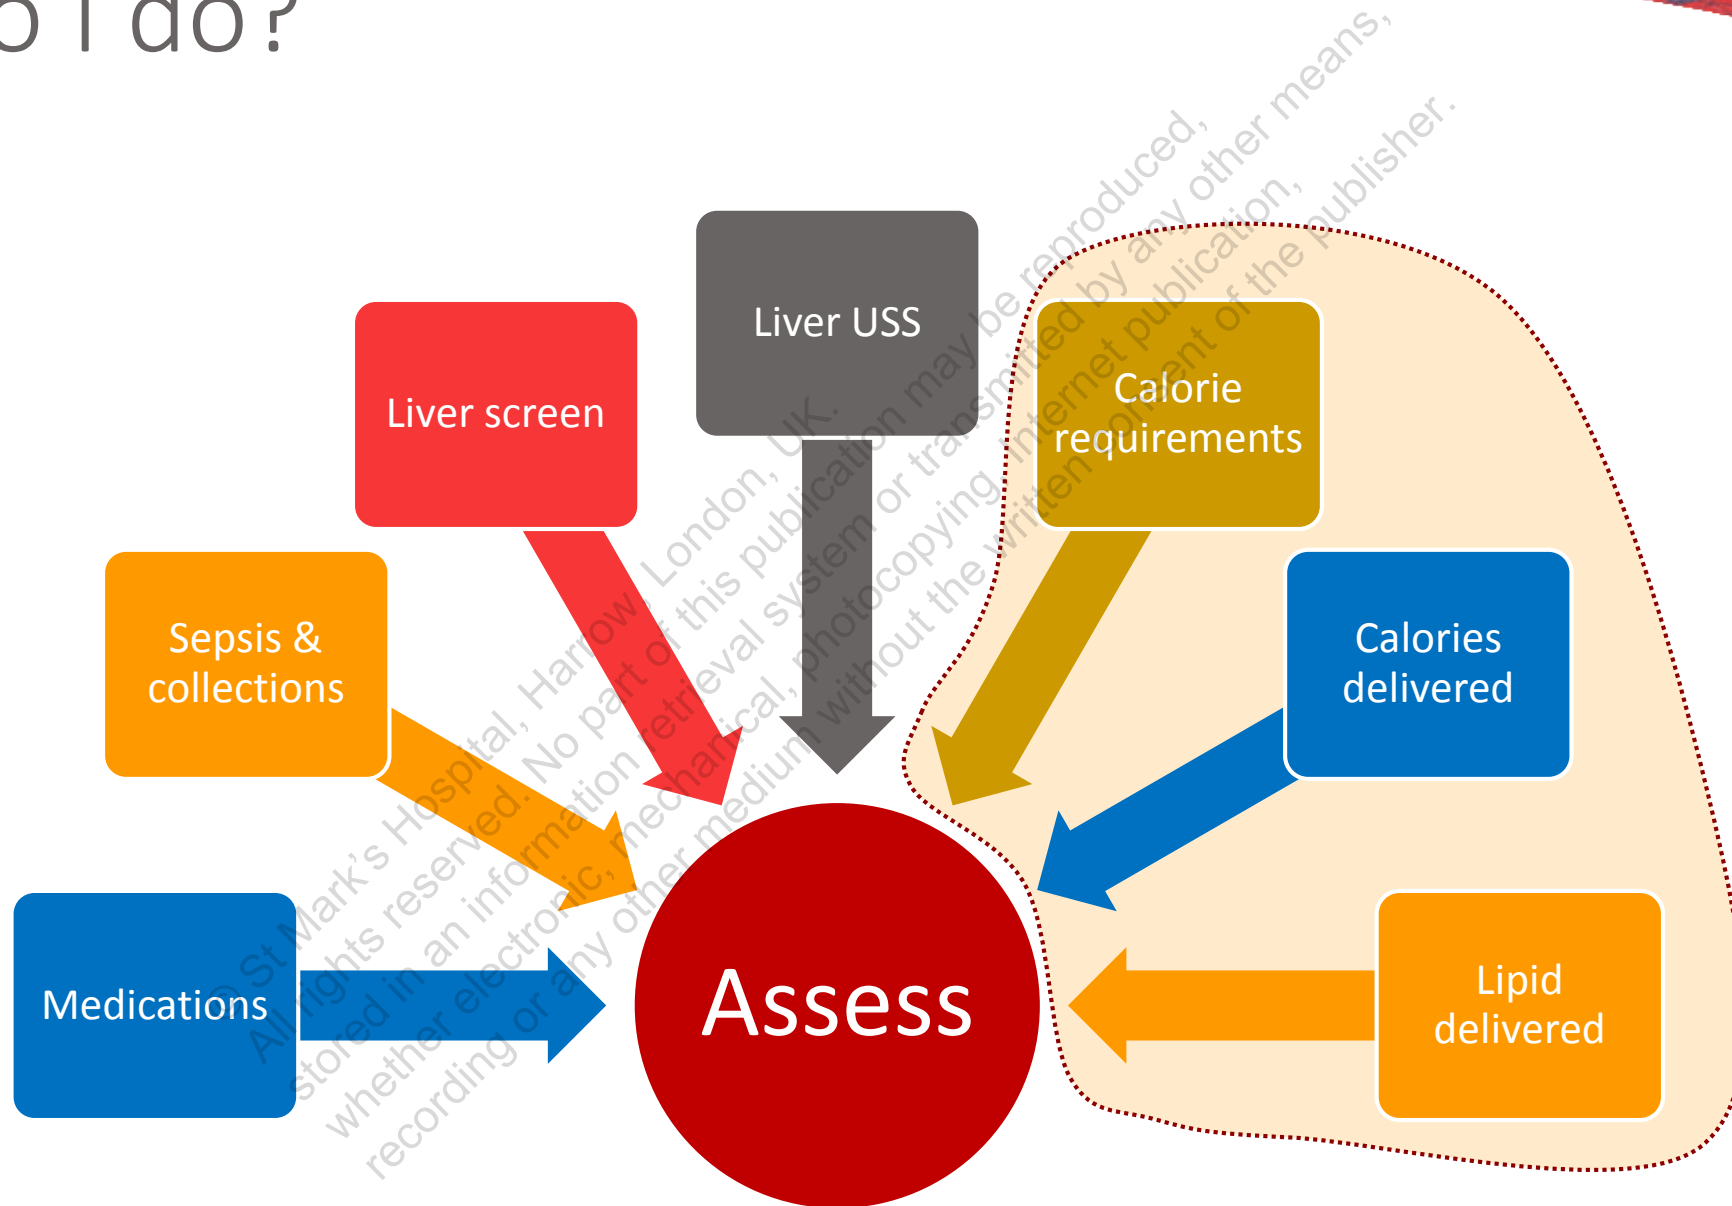 o I do?
Liver USS
Liver screen
Calorie
requirements
Sepsis &
collections
Calories
delivered
Medications
Assess
Lipid
delivered
© St Mark's Hospital, Harrow, London, UK.
All rights reserved. No part of this publication may be reproduced,
stored in an information retrieval system or transmitted by any other means,
whether electronic, mechanical, photocopying, internet publication,
recording or any other medium without the written consent of the publisher.